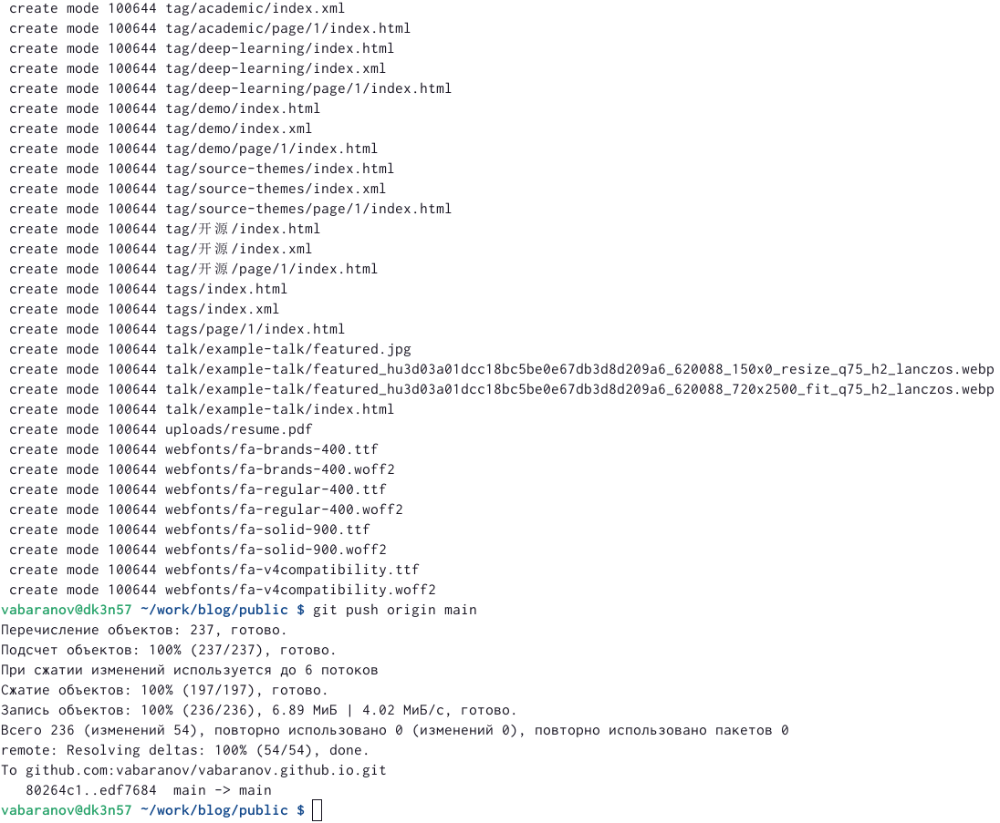 create mode 100644 tag/academic/index.xml
create mode 100644 tag/academic/page/1/index.html
create mode 100644 tag/deep-learning/index.html
create mode 100644 tag/deep-learning/index.xml
create mode 100644 tag/deep-learning/page/1/index.html
create mode 100644 tag/demo/index.html
create mode 100644 tag/demo/index.xml
create mode 100644 tag/demo/page/1/index.html
create mode 100644 tag/source-themes/index.html
create mode 100644 tag/source-themes/index.xml
create mode 100644 tag/source-themes/page/1/index.html
create mode 100644 tag/开源/index.html
create mode 100644 tag/开源/index.xml
create mode 100644 tag/开源/page/1/index.html
create mode 100644 tags/index.html
create mode 100644 tags/index.xml
create mode 100644 tags/page/1/index.html
create mode 100644 talk/example-talk/featured.jpg
create mode 100644 talk/example-talk/featured_hu3d03a01dcc18bc5be0e67db3d8d209a6_620088_150x0_resize_q75_h2_lanczos.webp
create mode 100644 talk/example-talk/featured_hu3d03a01dcc18bc5be0e67db3d8d209a6_620088_720x2500_fit_q75_h2_lanczos.webp
create mode 100644 talk/example-talk/index.html
create mode 100644 uploads/resume.pdf
create mode 100644 webfonts/fa-brands-400.ttf
create mode 100644 webfonts/fa-brands-400.woff2
create mode 100644 webfonts/fa-regular-400.ttf
create mode 100644 webfonts/fa-regular-400.woff2
create mode 100644 webfonts/fa-solid-900.ttf
create mode 100644 webfonts/fa-solid-900.woff2
create mode 100644 webfonts/fa-v4compatibility.ttf
create mode 100644 webfonts/fa-v4compatibility.woff2
vabaranov@dk3n57 ~/work/blog/public $ git push origin main
Перечисление объектов: 237, готово.
Подсчет объектов: 100% (237/237), готово.
При сжатии изменений используется до 6 потоков
Сжатие объектов: 100% (197/197), готово.
Запись объектов: 100% (236/236), 6.89 МиБ | 4.02 МиБ/с, готово.
Всего 236 (изменений 54), повторно использовано 0 (изменений 0), повторно использовано пакетов 0
remote: Resolving deltas: 100% (54/54), done.
To github.com:vabaranov/vabaranov.github.io.git
80264c1..edf7684  main -> main
vabaranov@dk3n57 ~/work/blog/public $